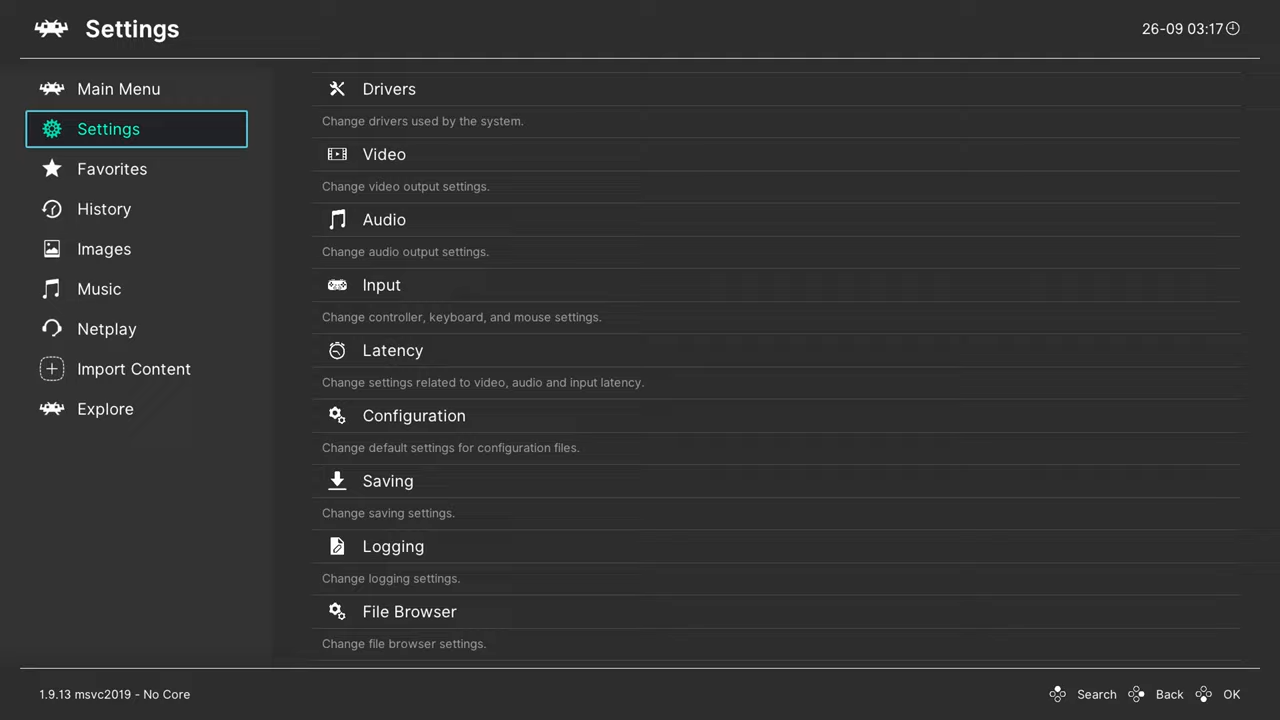 Settings
26-09 03:17
Main Menu
Settings
Favorites
History
Images
Music
Netplay
Import Content
Explore
Drivers
Change drivers used by the system.
Video
Change video output settings.
Audio
Change audio output settings.
Input
Change controller, keyboard, and mouse settings.
Latency
Change settings related to video, audio and input latency.
Configuration
Change default settings for configuration files.
Saving
Change saving settings.
Logging
Change logging settings.
File Browser
Change file browser settings.
1.9.13 msvc2019 - No Core
Search Back OK